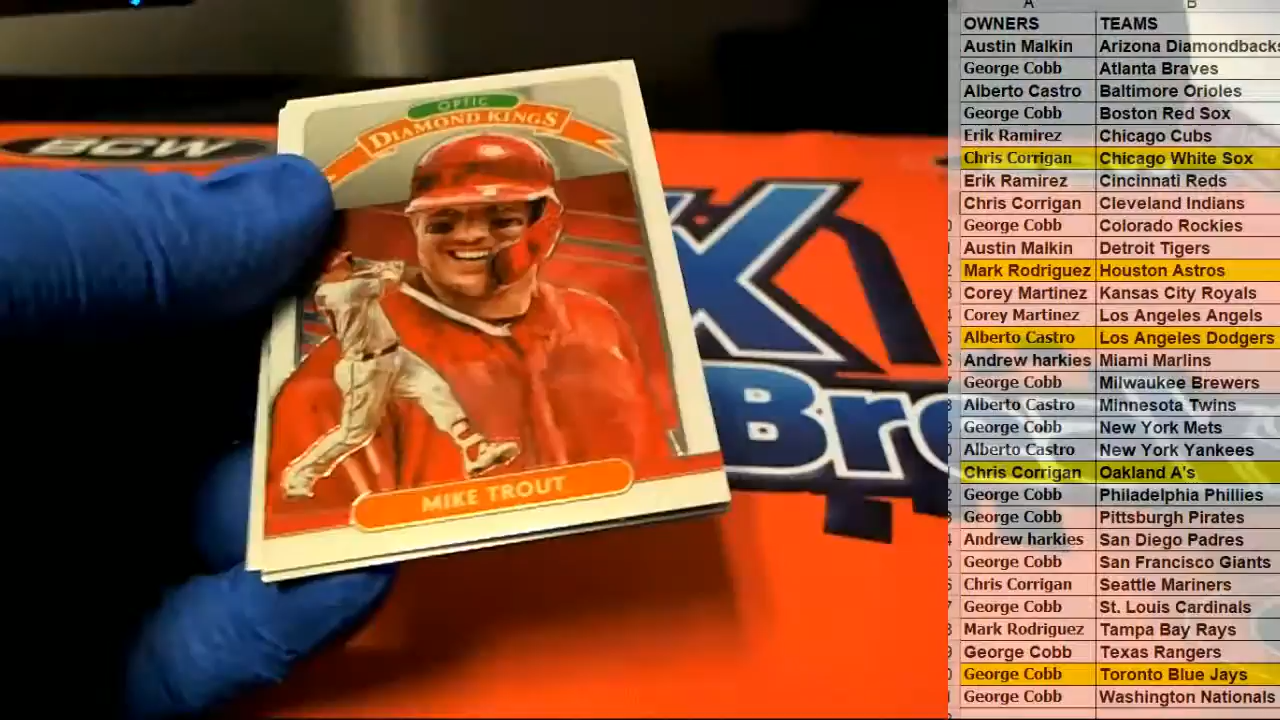 OPTIC
DIAMOND KINGS
MIKE TROUT
BCW
K
Bre
A B
OWNERS TEAMS
Austin Malkin Arizona Diamondbacks
George Cobb Atlanta Braves
Alberto Castro Baltimore Orioles
George Cobb Boston Red Sox
Erik Ramirez Chicago Cubs
Chris Corrigan Chicago White Sox
Erik Ramirez Cincinnati Reds
Chris Corrigan Cleveland Indians
George Cobb Colorado Rockies
Austin Malkin Detroit Tigers
Mark Rodriguez Houston Astros
Corey Martinez Kansas City Royals
Corey Martinez Los Angeles Angels
Alberto Castro Los Angeles Dodgers
Andrew harkies Miami Marlins
George Cobb Milwaukee Brewers
Alberto Castro Minnesota Twins
George Cobb New York Mets
Alberto Castro New York Yankees
Chris Corrigan Oakland A's
George Cobb Philadelphia Phillies
George Cobb Pittsburgh Pirates
Andrew harkies San Diego Padres
George Cobb San Francisco Giants
Chris Corrigan Seattle Mariners
George Cobb St. Louis Cardinals
Mark Rodriguez Tampa Bay Rays
George Cobb Texas Rangers
George Cobb Toronto Blue Jays
George Cobb Washington Nationals